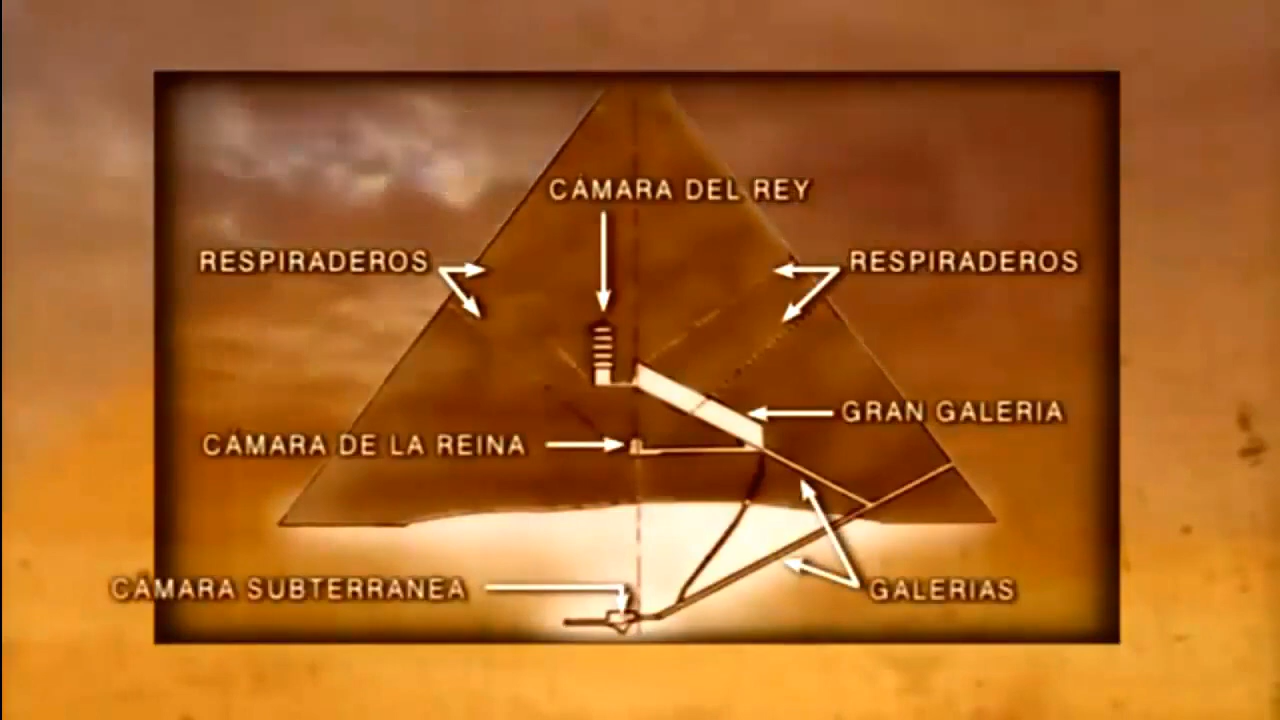 CÁMARA DEL REY
RESPIRADEROS
RESPIRADEROS
GRAN GALERIA
CÁMARA DE LA REINA
CÁMARA SUBTERRANEA
GALERIAS